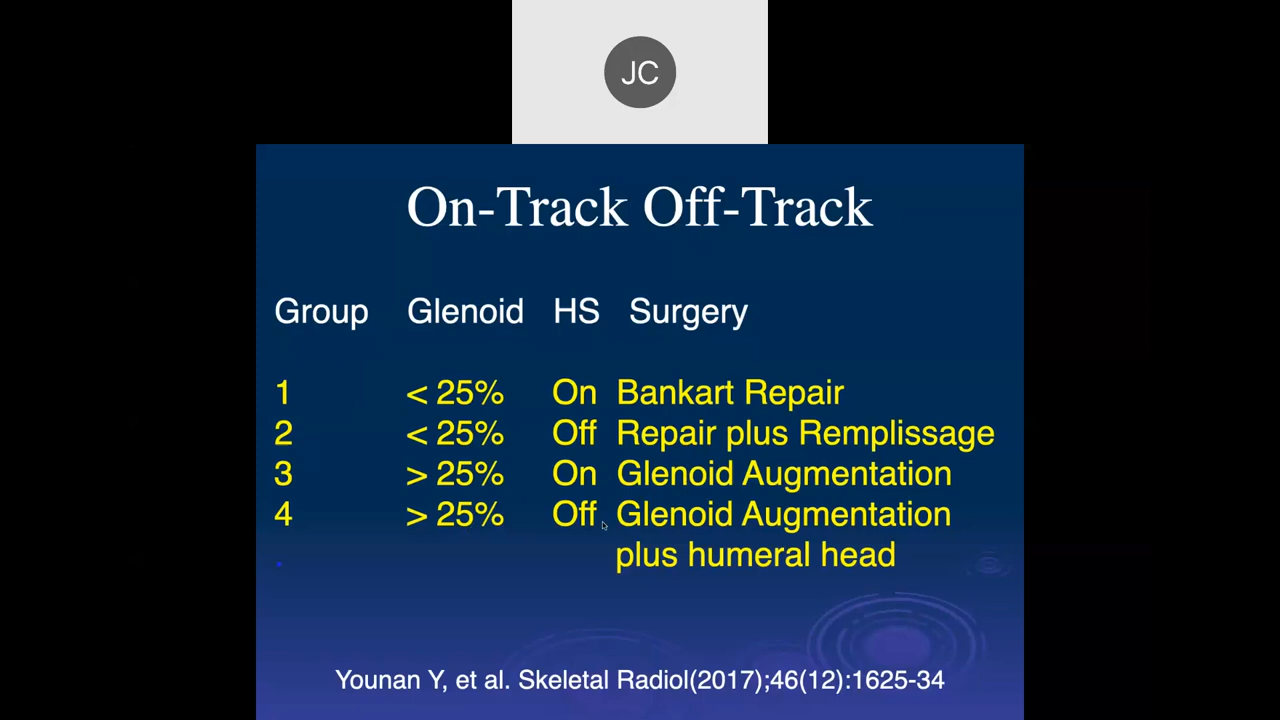 JC
On-Track Off-Track
Group Glenoid HS Surgery
1 < 25% On Bankart Repair
2 < 25% Off Repair plus Remplissage
3 > 25% On Glenoid Augmentation
4 > 25% Off Glenoid Augmentation
plus humeral head
Younan Y, et al. Skeletal Radiol(2017);46(12):1625-34